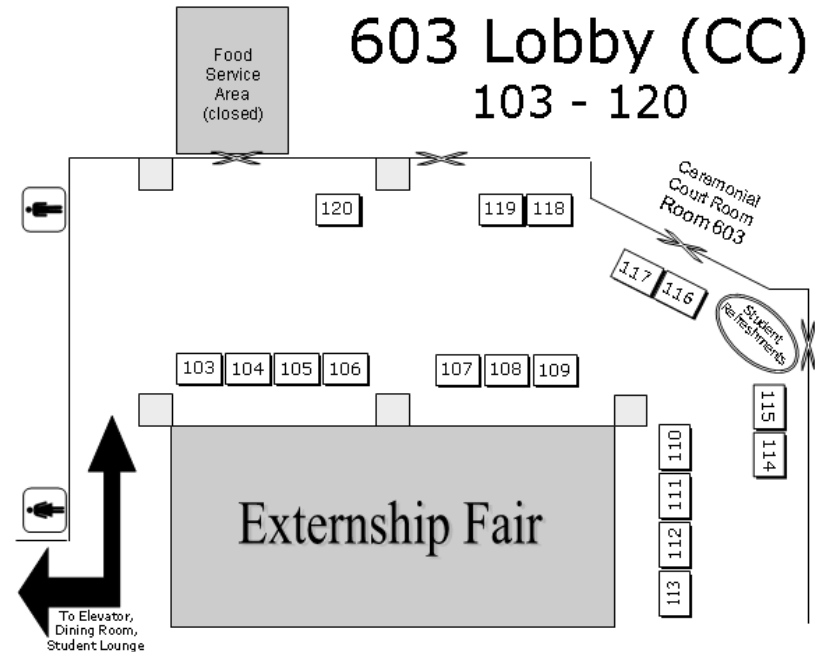 603 Lobby (CC)
103 - 120
Food
Service
Area
(closed)
Ceremonial
Court Room
Room 603
120
119
118
117
116
Student
Refreshments
103
104
105
106
107
108
109
115
114
110
111
112
113
Externship Fair
To Elevator,
Dining Room,
Student Lounge